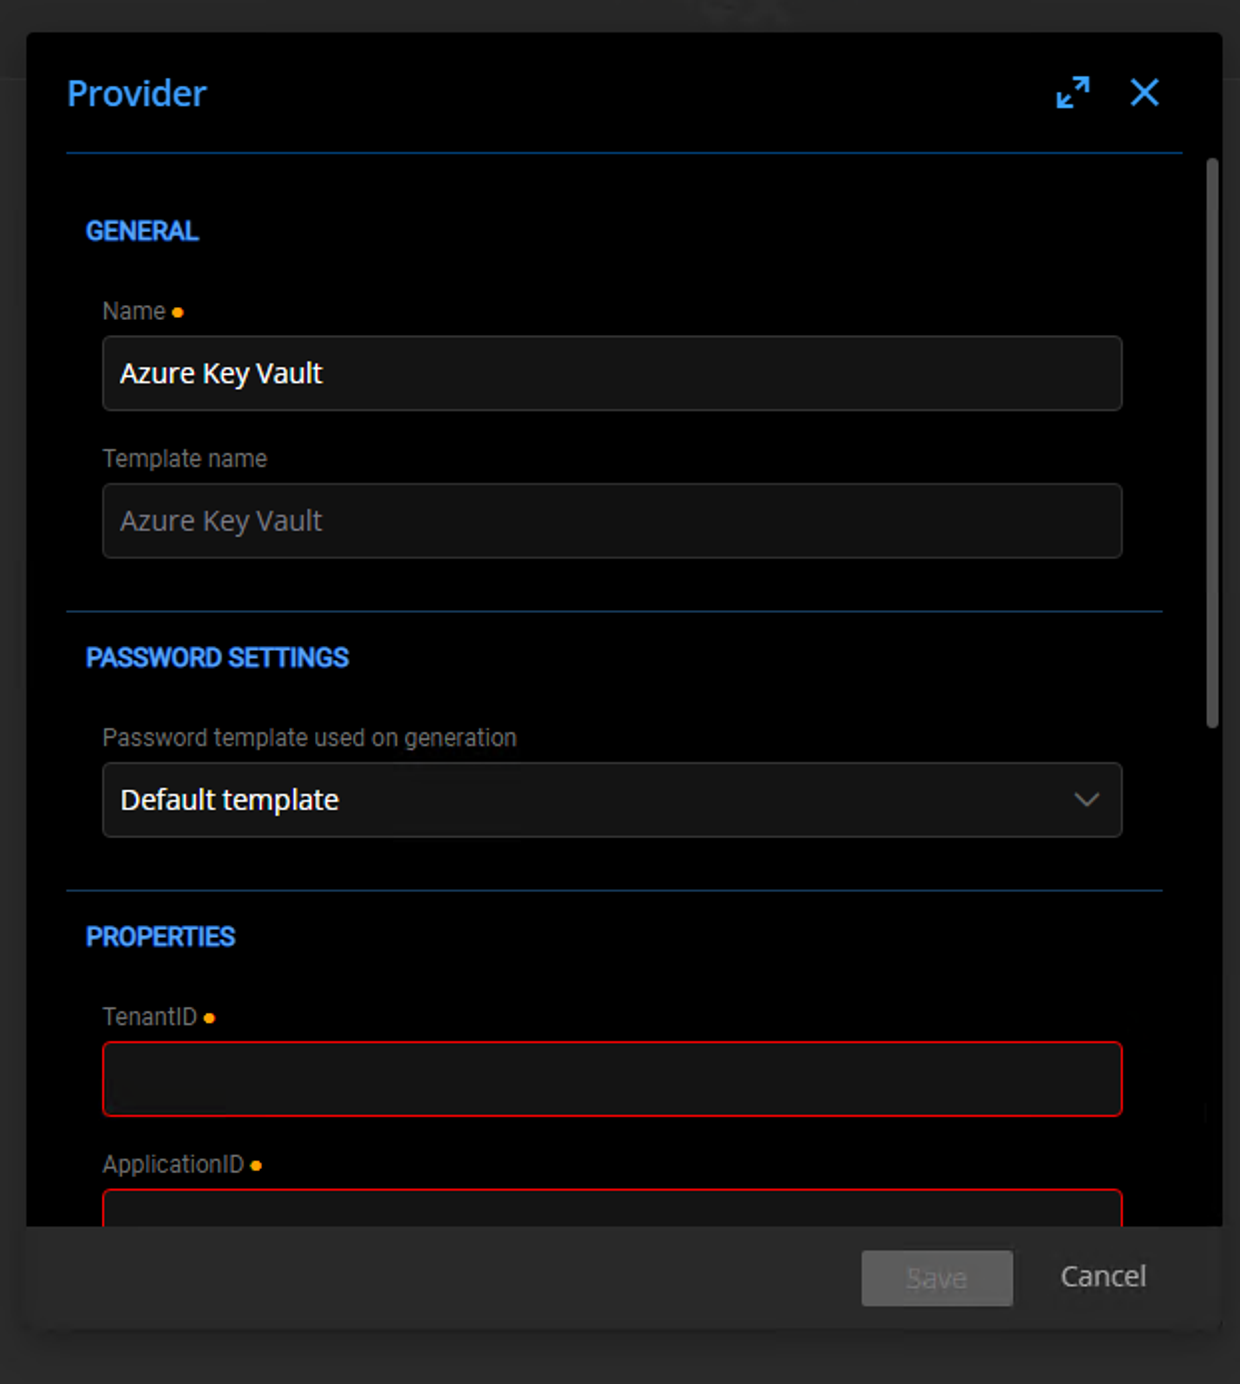 Provider
GENERAL
Name
Azure Key Vault
Template name
Azure Key Vault
PASSWORD SETTINGS
Password template used on generation
Default template
PROPERTIES
TenantID
ApplicationID
Save
Cancel